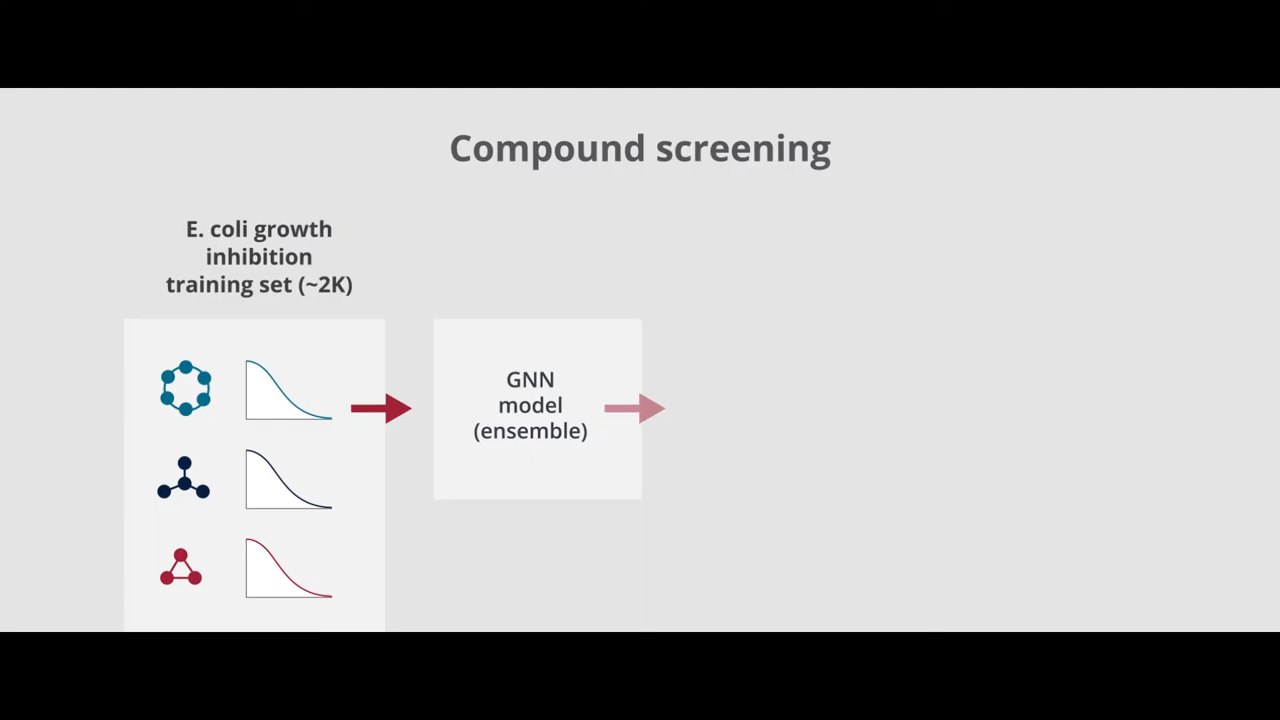 Compound screening
E. coli growth
inhibition
training set (~2K)
GNN
model
(ensemble)